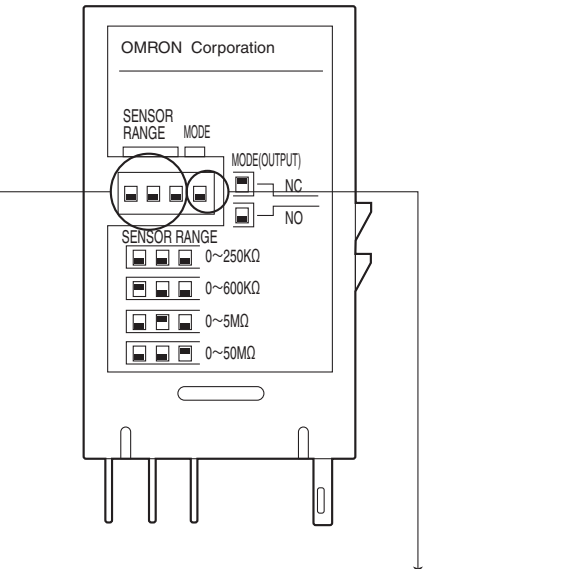 OMRON Corporation
SENSOR
RANGE MODE
MODE(OUTPUT)
NC
NO
SENSOR RANGE
0~250KΩ
0~600KΩ
0~5MΩ
0~50MΩ